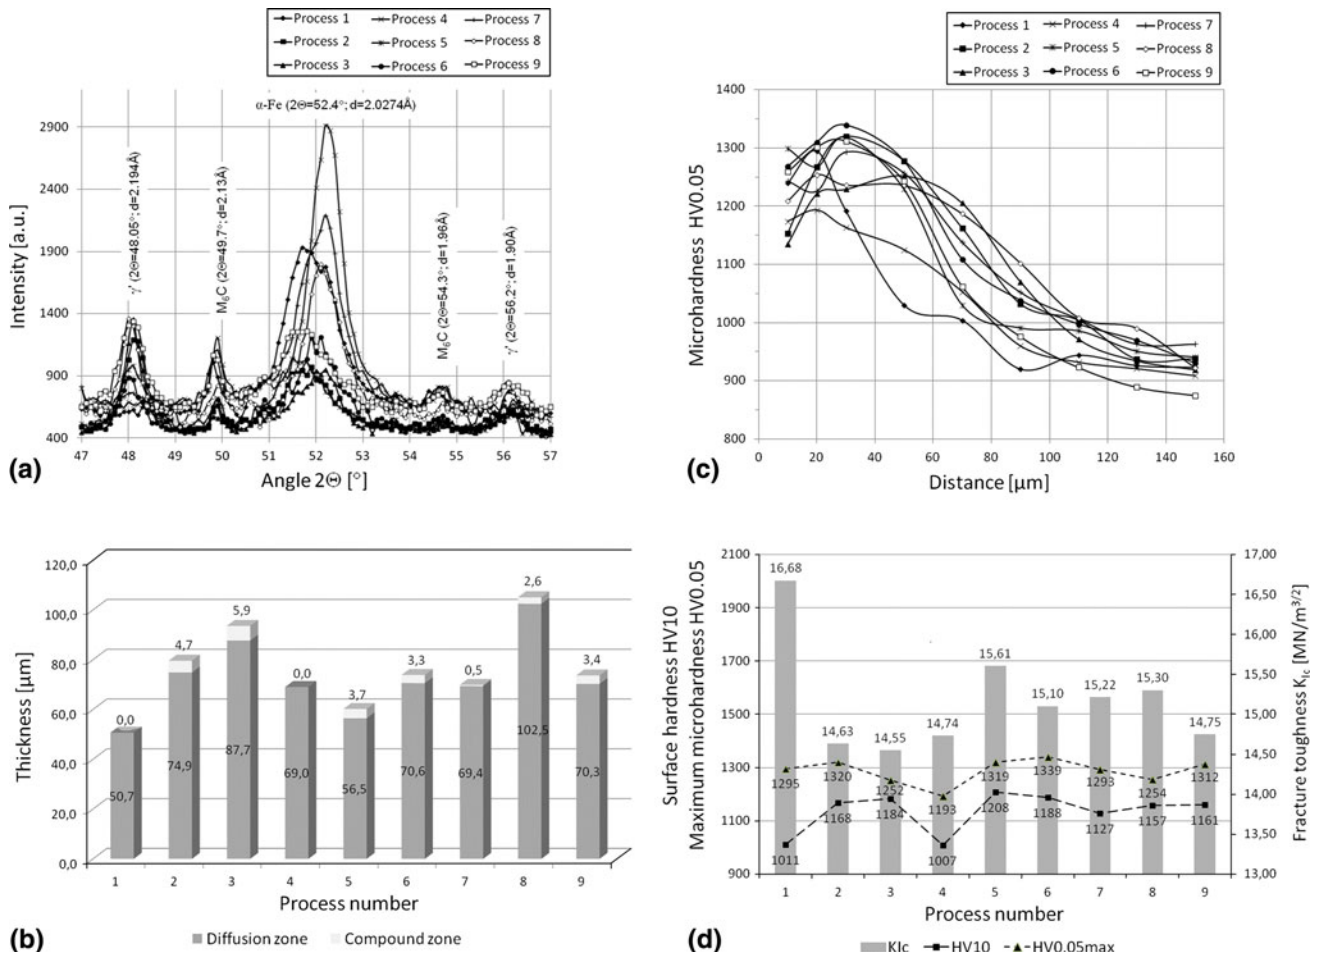 Process 1 Process 4 Process 7
Process 2 Process 5 Process 8
Process 3 Process 6 Process 9
α-Fe (2Θ=52.4°; d=2.0274Å)
γ' (2Θ=48.05°; d=2.194Å)
M6C (2Θ=49.7°; d=2.13Å)
M6C (2Θ=54.3°; d=1.96Å)
γ' (2Θ=56.2°; d=1.90Å)
Intensity [a.u.]
2900
2400
1900
1400
900
400
47 48 49 50 51 52 53 54 55 56 57
Angle 2Θ [°]
(a)
Process 1 Process 4 Process 7
Process 2 Process 5 Process 8
Process 3 Process 6 Process 9
Microhardness HV0.05
1400
1300
1200
1100
1000
900
800
0 20 40 60 80 100 120 140 160
Distance [µm]
(c)
Thickness [µm]
120,0
100,0
80,0
60,0
40,0
20,0
0,0
0,0 4,7 5,9 0,0 3,7 3,3 0,5 2,6 3,4
50,7 74,9 87,7 69,0 56,5 70,6 69,4 102,5 70,3
1 2 3 4 5 6 7 8 9
Process number
Diffusion zone Compound zone
(b)
Surface hardness HV10
Maximum microhardness HV0.05
2100
1900
1700
1500
1300
1100
900
16,68 14,63 14,55 14,74 15,61 15,10 15,22 15,30 14,75
1295 1320 1252 1193 1319 1339 1293 1254 1312
1011 1168 1184 1007 1208 1188 1127 1157 1161
17,00
16,50
16,00
15,50
15,00
14,50
14,00
13,50
13,00
Fracture toughness KIc [MN/m3/2]
1 2 3 4 5 6 7 8 9
Process number
KIc HV10 HV0.05max
(d)